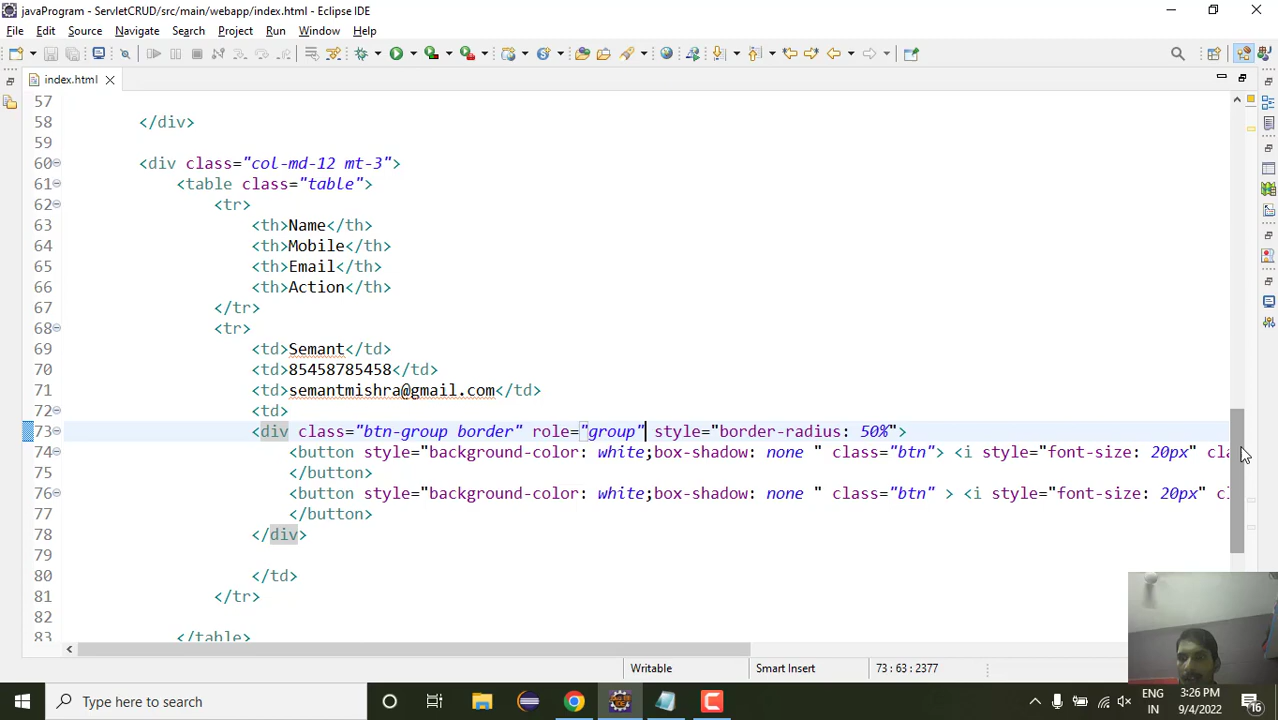 javaProgram - ServletCRUD/src/main/webapp/index.html - Eclipse IDE
File Edit Source Navigate Search Project Run Window Help
index.html
57
58 </div>
59
60 <div class="col-md-12 mt-3">
61 <table class="table">
62 <tr>
63 <th>Name</th>
64 <th>Mobile</th>
65 <th>Email</th>
66 <th>Action</th>
67 </tr>
68 <tr>
69 <td>Semant</td>
70 <td>85458785458</td>
71 <td>semantmishra@gmail.com</td>
72 <td>
73 <div class="btn-group border" role="group" style="border-radius: 50%">
74 <button style="background-color: white;box-shadow: none " class="btn"> <i style="font-size: 20px" cla
75 </button>
76 <button style="background-color: white;box-shadow: none " class="btn" > <i style="font-size: 20px" cl
77 </button>
78 </div>
79
80 </td>
81 </tr>
82
83 </table>
Writable Smart Insert 73 : 63 : 2377
Type here to search
ENG
IN
3:26 PM
9/4/2022
16